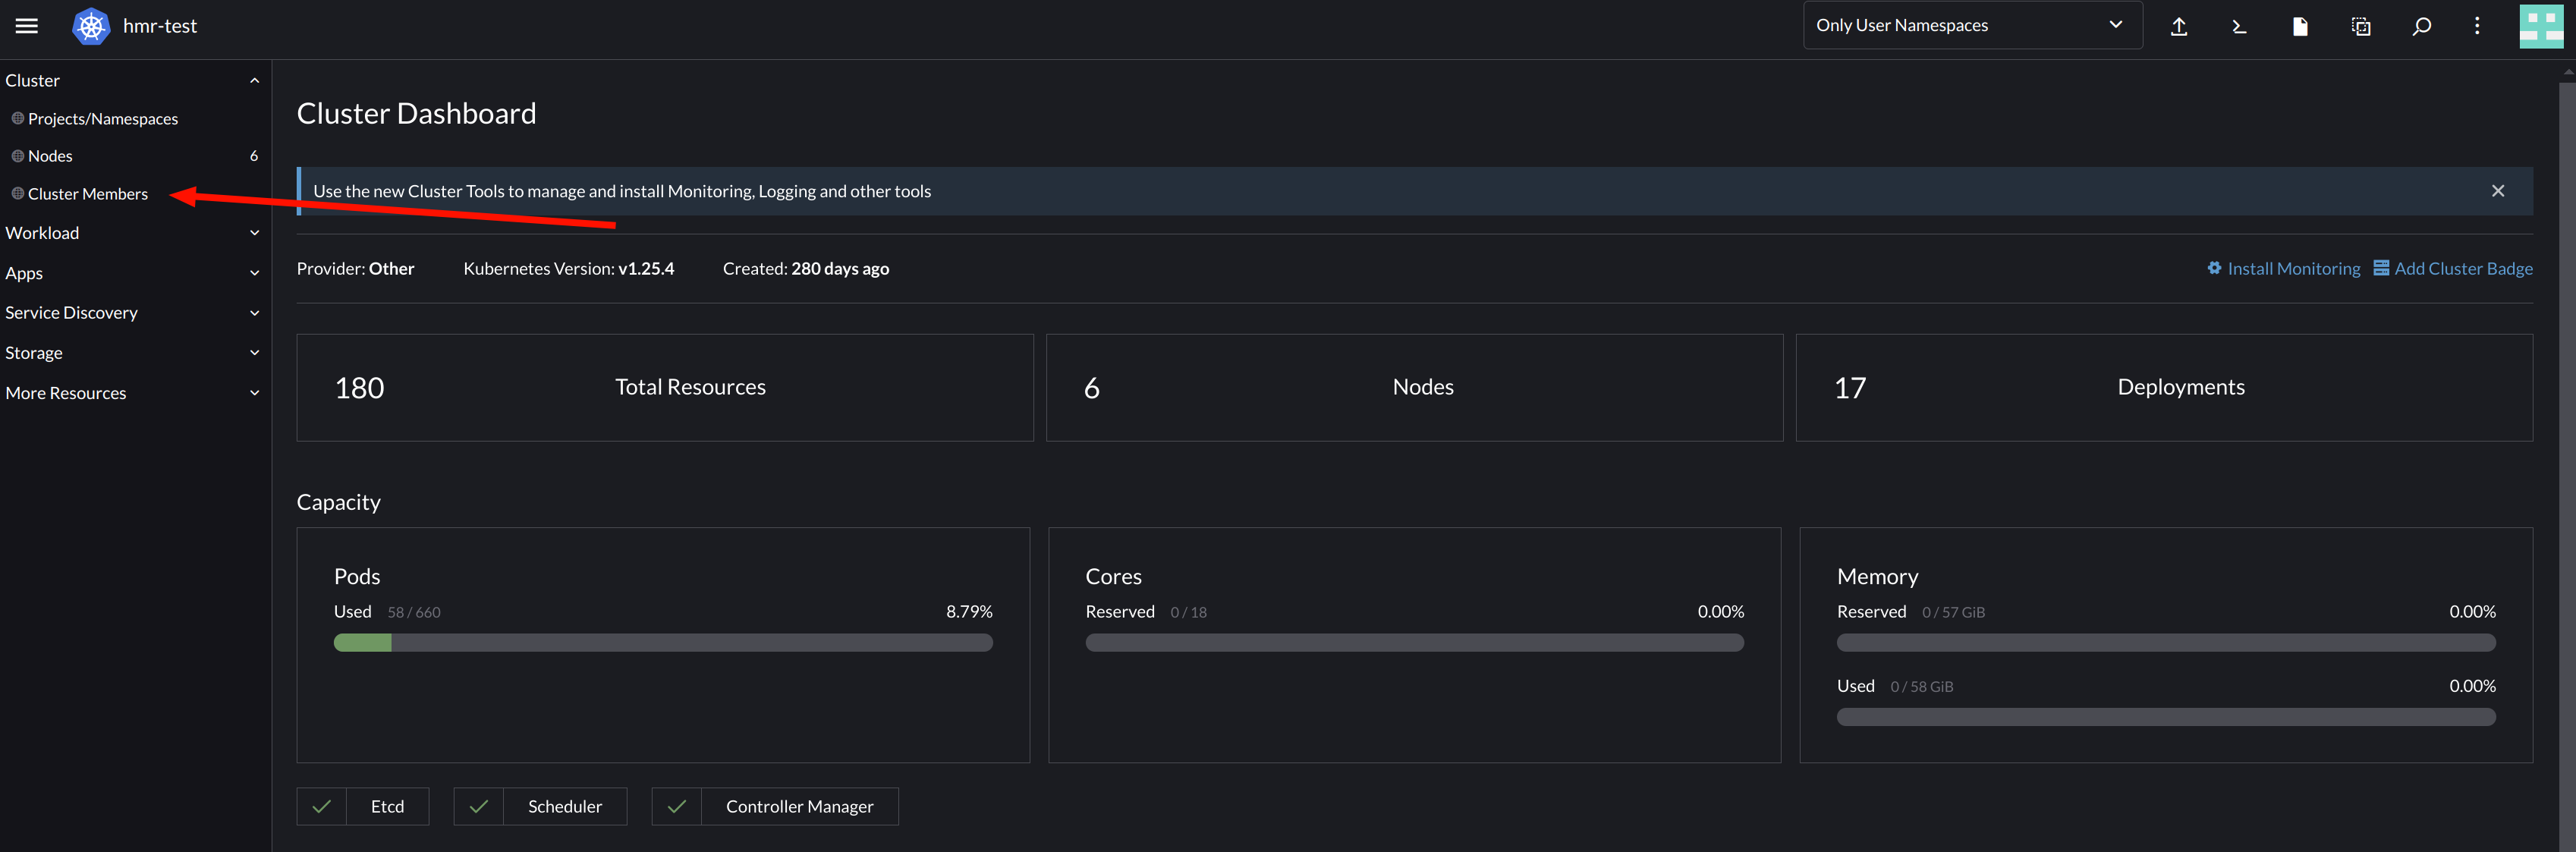 hmr-test
Only User Namespaces
Cluster
Projects/Namespaces
Nodes 6
Cluster Members
Workload
Apps
Service Discovery
Storage
More Resources
Cluster Dashboard
Use the new Cluster Tools to manage and install Monitoring, Logging and other tools
Provider: Other Kubernetes Version: v1.25.4 Created: 280 days ago Install Monitoring Add Cluster Badge
180 Total Resources
6 Nodes
17 Deployments
Capacity
Pods
Used 58 / 660 8.79%
Cores
Reserved 0 / 18 0.00%
Memory
Reserved 0 / 57 GiB 0.00%
Used 0 / 58 GiB 0.00%
Etcd
Scheduler
Controller Manager